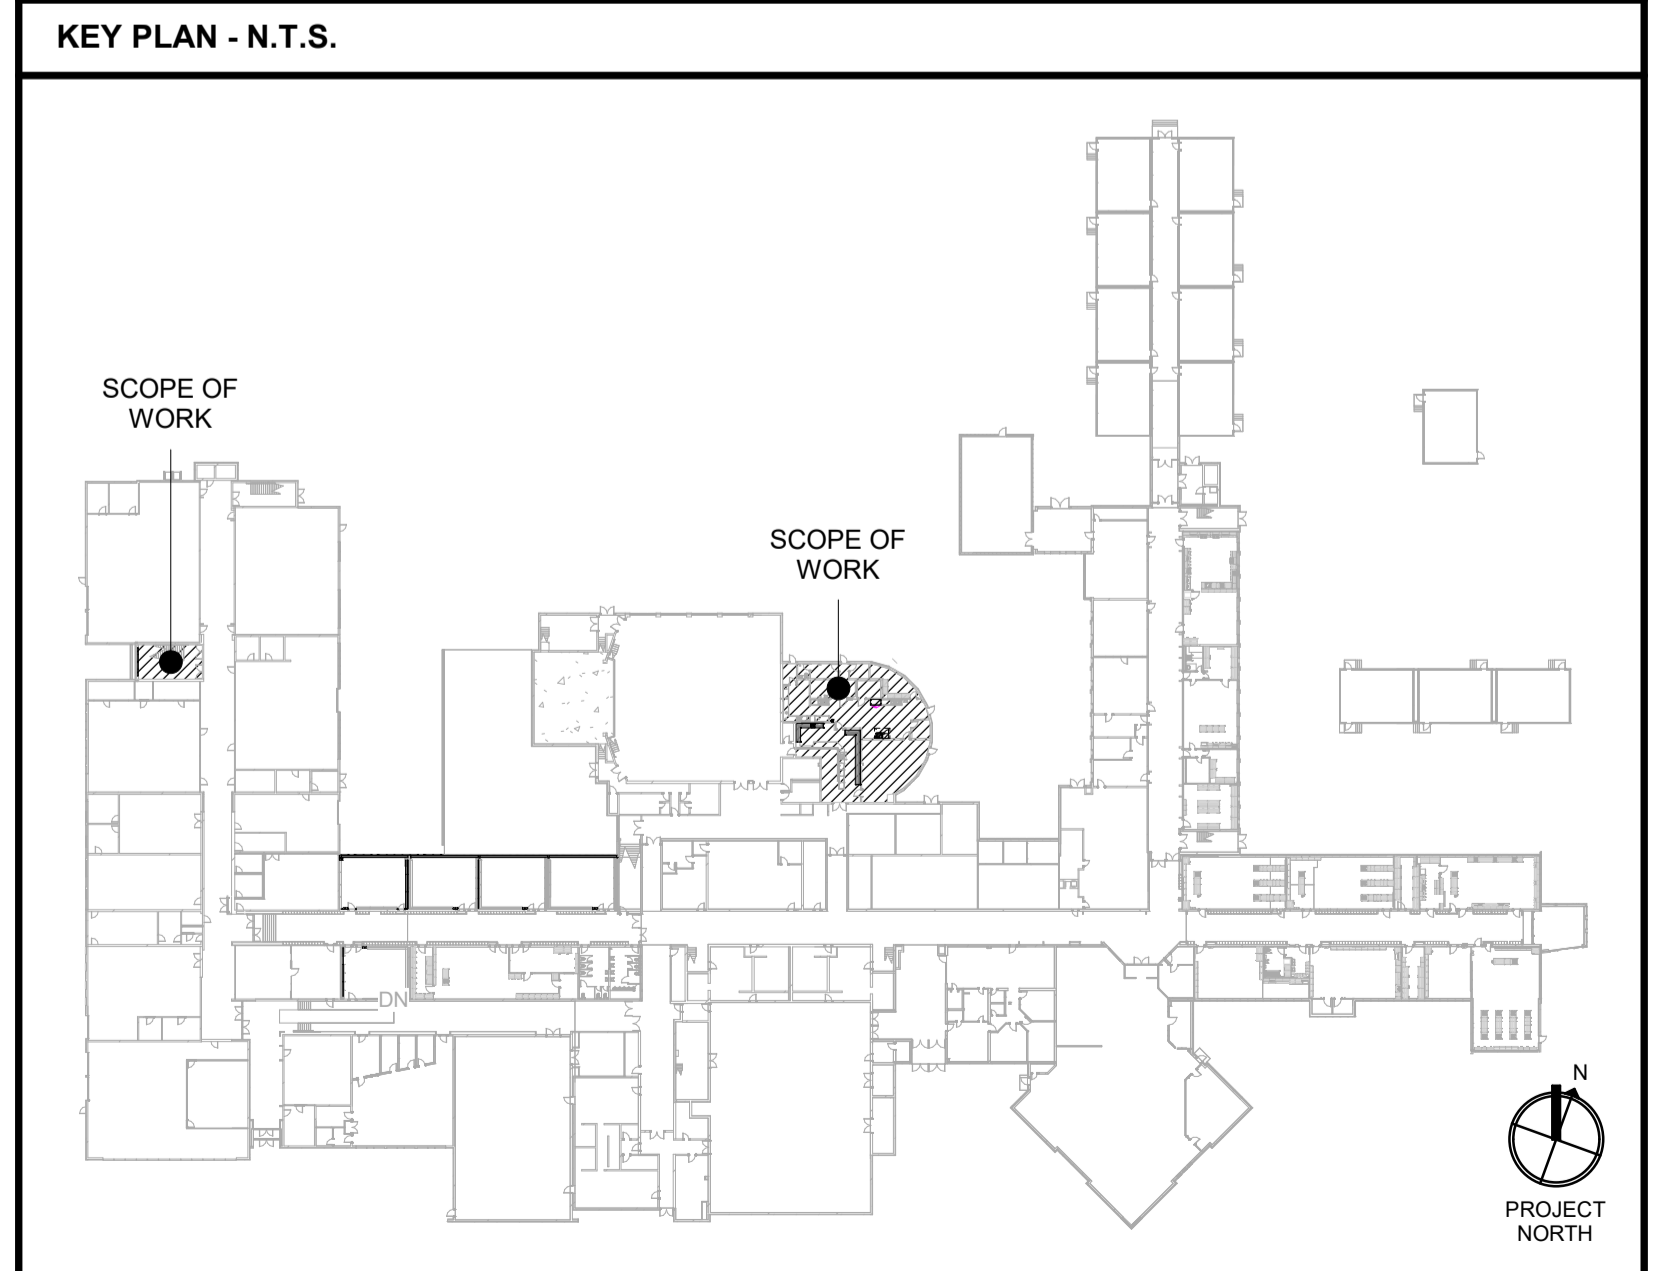 KEY PLAN - N.T.S.
SCOPE OF
WORK
SCOPE OF
WORK
DN
N
PROJECT
NORTH